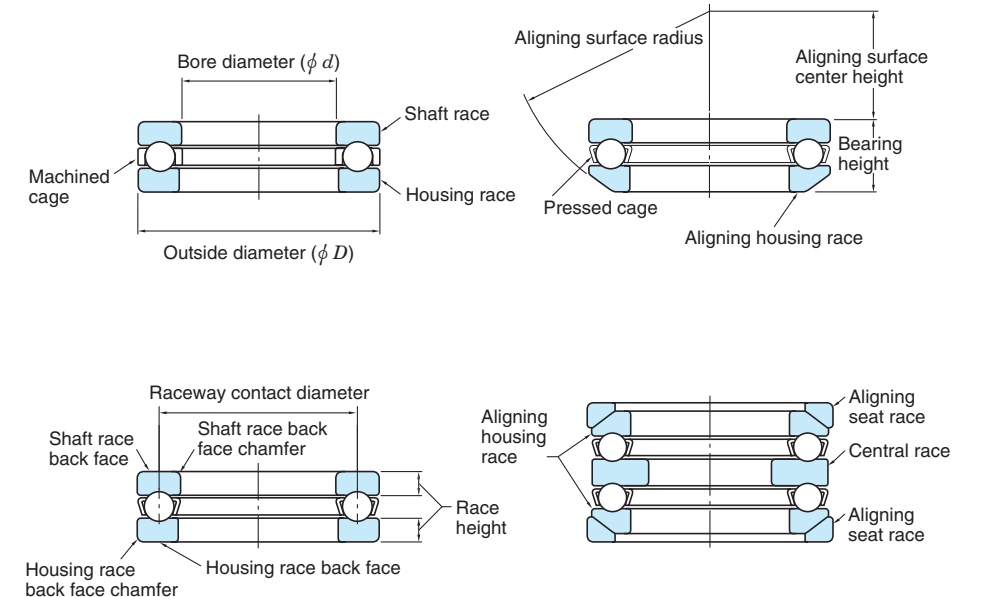 Bore diameter (ϕ d)
Shaft race
Machined
cage
Housing race
Outside diameter (ϕ D)
Aligning surface radius
Aligning surface
center height
Bearing
height
Pressed cage
Aligning housing race
Raceway contact diameter
Shaft race back
face chamfer
Shaft race
back face
Race
height
Housing race back face
Housing race
back face chamfer
Aligning
housing
race
Aligning
seat race
Central race
Aligning
seat race